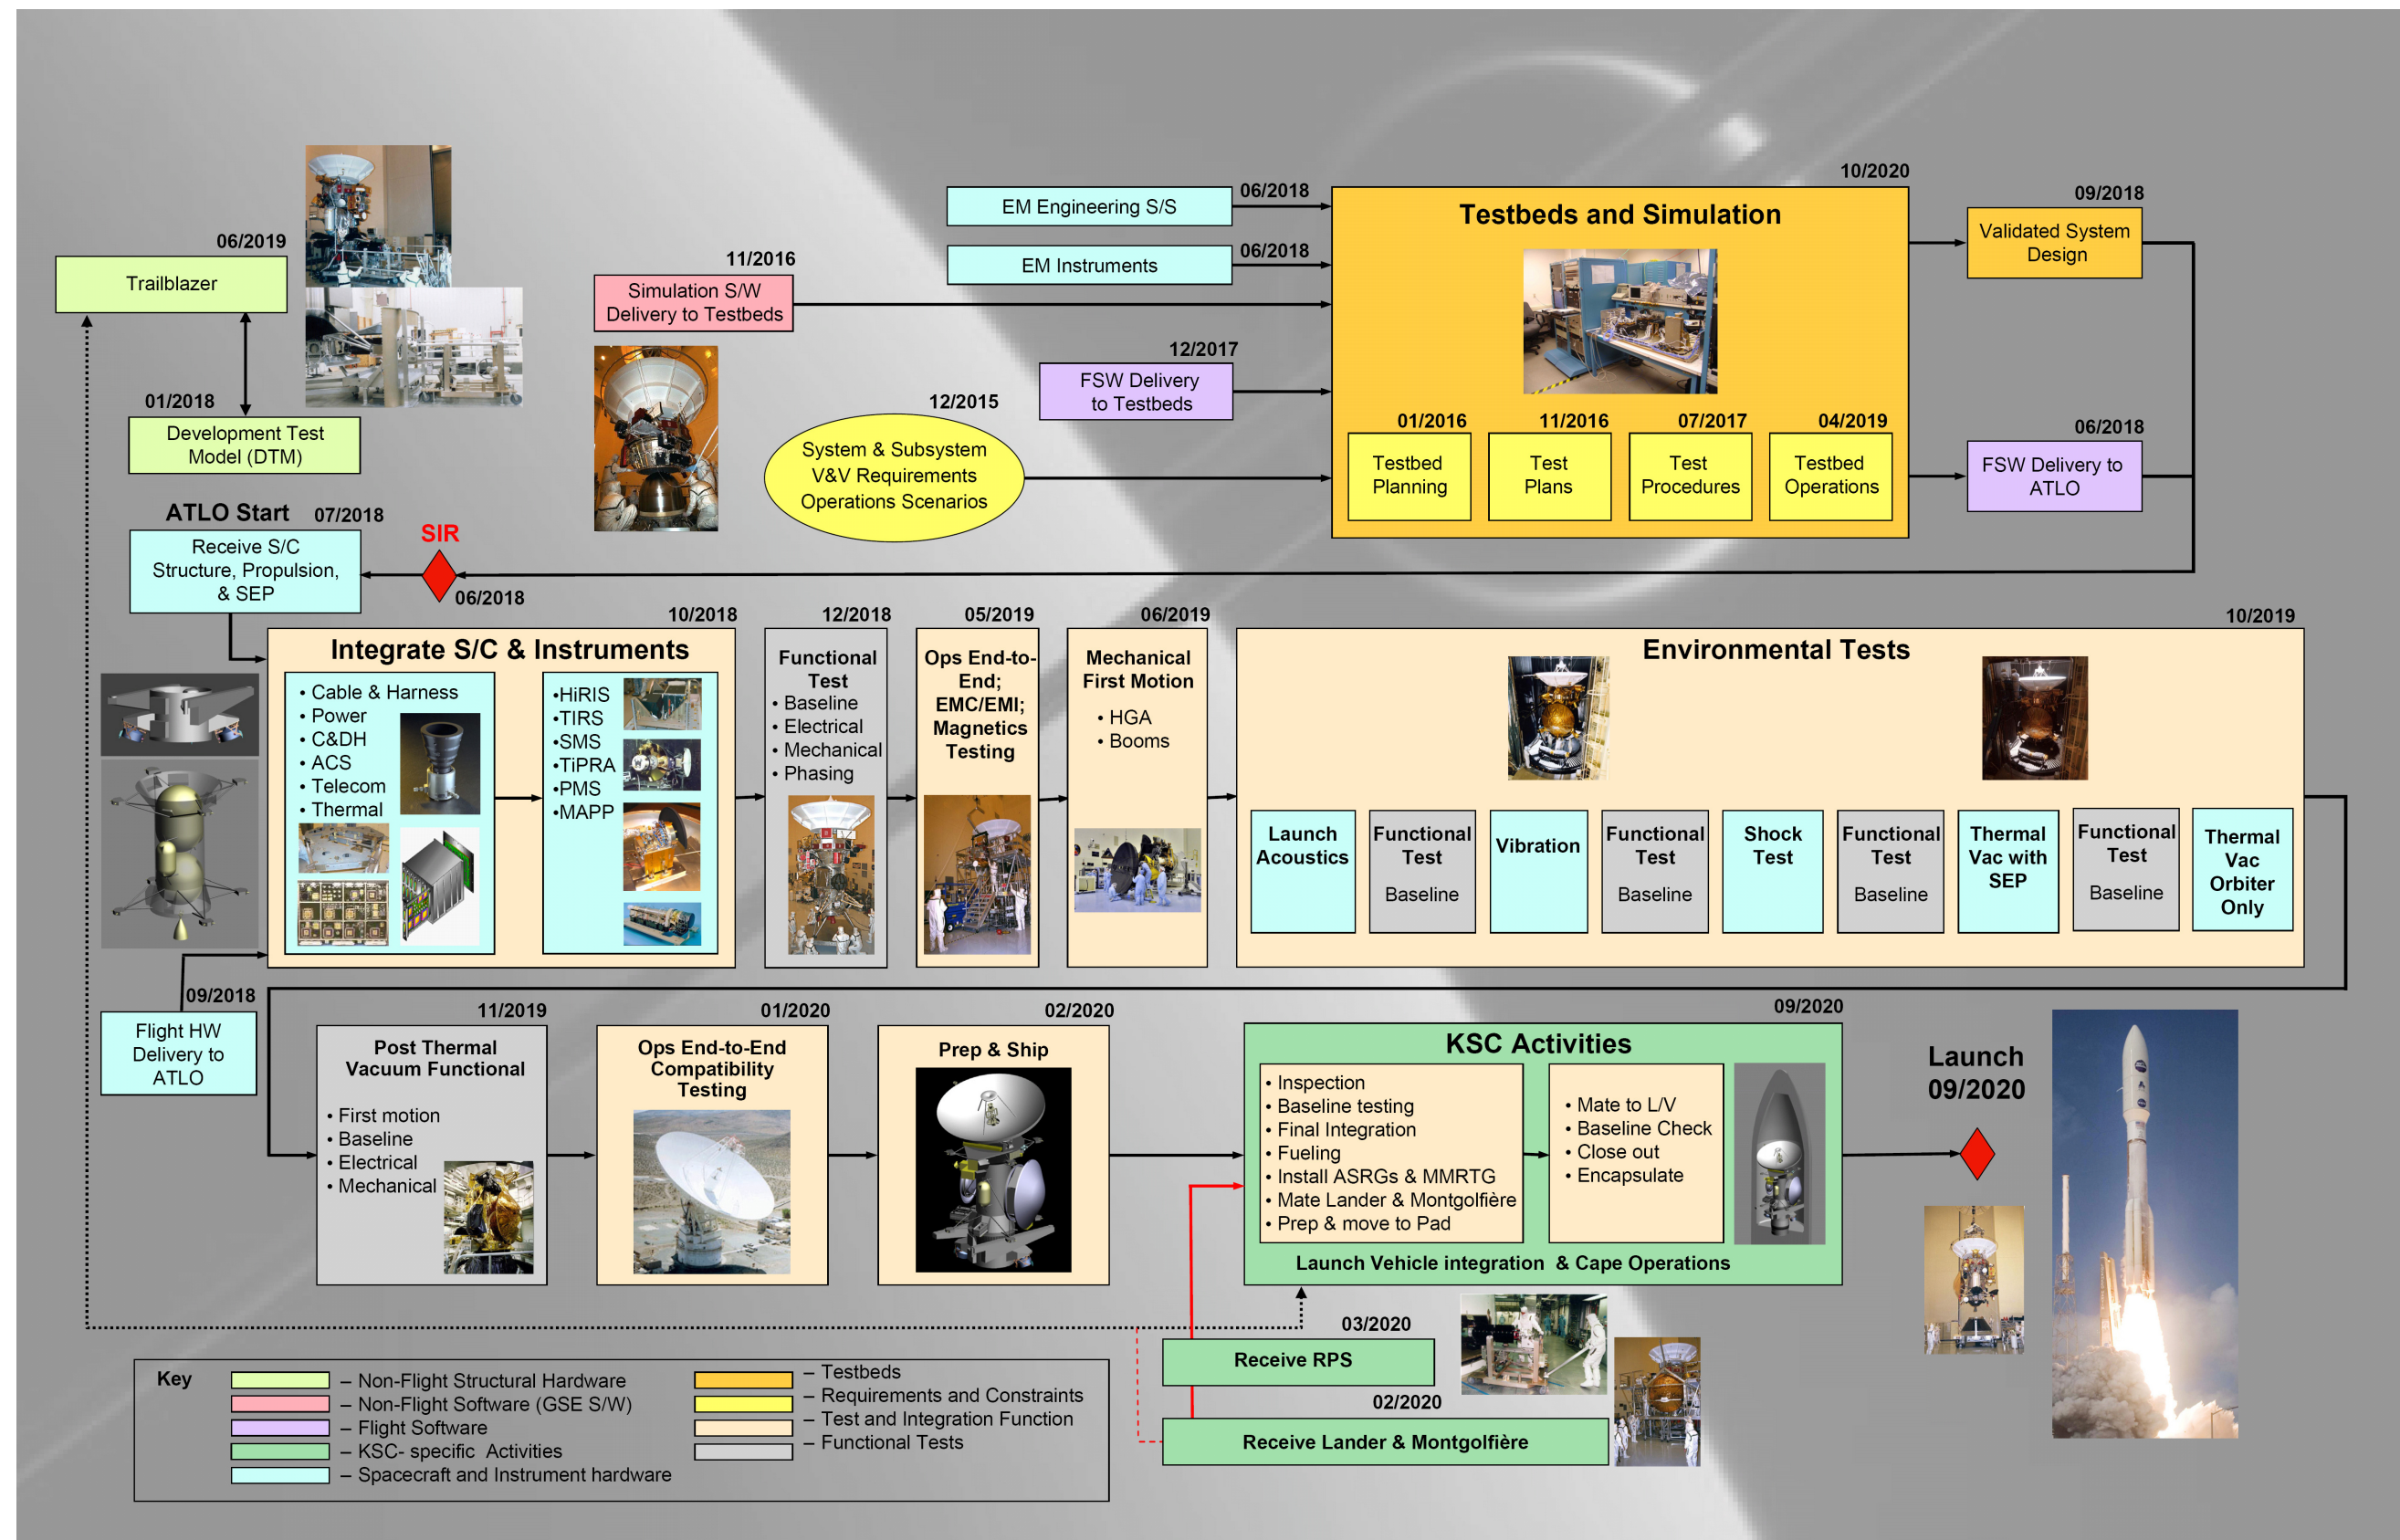 06/2019
Trailblazer
01/2018
Development Test
Model (DTM)
11/2016
Simulation S/W
Delivery to Testbeds
EM Engineering S/S
06/2018
EM Instruments
06/2018
12/2017
FSW Delivery
to Testbeds
12/2015
System & Subsystem
V&V Requirements
Operations Scenarios
10/2020
Testbeds and Simulation
01/2016
Testbed
Planning
11/2016
Test
Plans
07/2017
Test
Procedures
04/2019
Testbed
Operations
09/2018
Validated System
Design
06/2018
FSW Delivery to
ATLO
ATLO Start
07/2018
Receive S/C
Structure, Propulsion,
& SEP
SIR
06/2018
10/2018
Integrate S/C & Instruments
• Cable & Harness
• Power
• C&DH
• ACS
• Telecom
• Thermal
•HiRIS
•TIRS
•SMS
•TiPRA
•PMS
•MAPP
12/2018
Functional
Test
• Baseline
• Electrical
• Mechanical
• Phasing
05/2019
Ops End-to-
End;
EMC/EMI;
Magnetics
Testing
06/2019
Mechanical
First Motion
• HGA
• Booms
10/2019
Environmental Tests
Launch
Acoustics
Functional
Test
Baseline
Vibration
Functional
Test
Baseline
Shock
Test
Functional
Test
Baseline
Thermal
Vac with
SEP
Functional
Test
Baseline
Thermal
Vac
Orbiter
Only
09/2018
Flight HW
Delivery to
ATLO
11/2019
Post Thermal
Vacuum Functional
• First motion
• Baseline
• Electrical
• Mechanical
01/2020
Ops End-to-End
Compatibility
Testing
02/2020
Prep & Ship
09/2020
KSC Activities
• Inspection
• Baseline testing
• Final Integration
• Fueling
• Install ASRGs & MMRTG
• Mate Lander & Montgolfière
• Prep & move to Pad
• Mate to L/V
• Baseline Check
• Close out
• Encapsulate
Launch Vehicle integration & Cape Operations
Launch
09/2020
03/2020
Receive RPS
02/2020
Receive Lander & Montgolfière
Key
– Non-Flight Structural Hardware
– Non-Flight Software (GSE S/W)
– Flight Software
– KSC- specific Activities
– Spacecraft and Instrument hardware
– Testbeds
– Requirements and Constraints
– Test and Integration Function
– Functional Tests